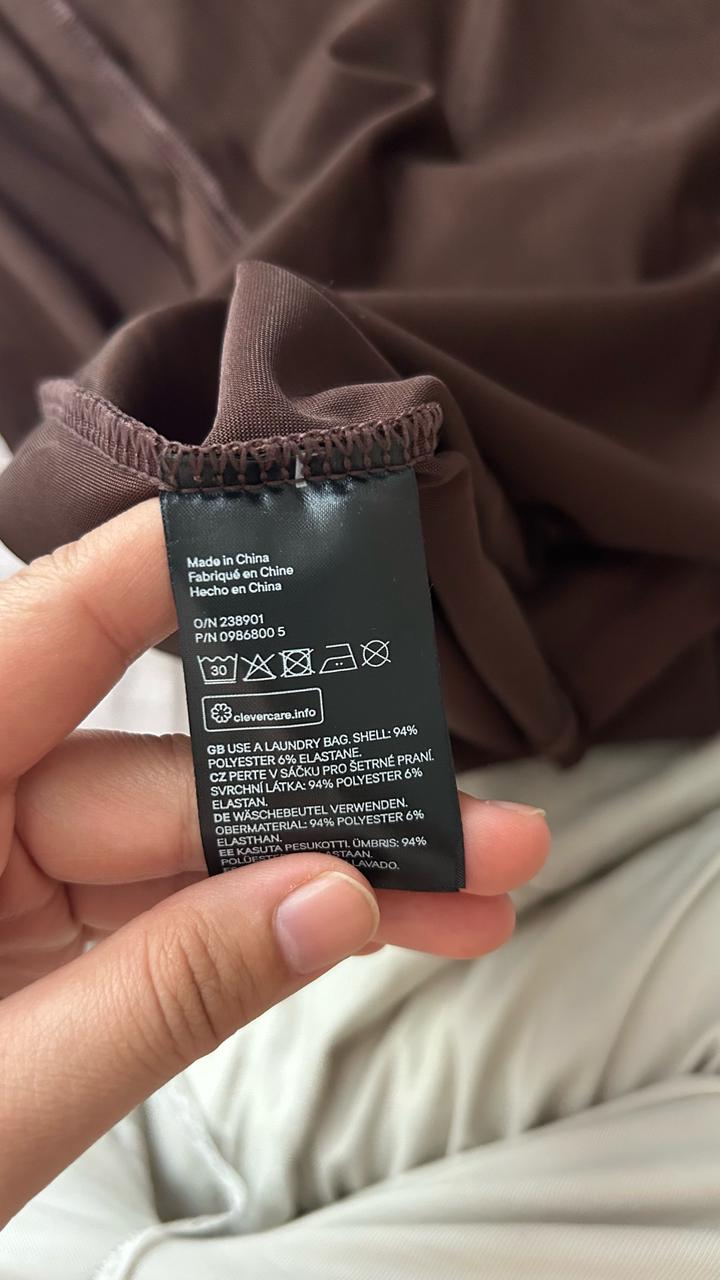 Made in China
Fabriqué en Chine
Hecho en China
O/N 238901
P/N 0986800 5
30
clevercare.info
GB USE A LAUNDRY BAG. SHELL: 94%
POLYESTER 6% ELASTANE.
CZ PERTE V SÁČKU PRO ŠETRNÉ PRANÍ.
SVRCHNÍ LÁTKA: 94% POLYESTER 6%
ELASTAN.
DE WÄSCHEBEUTEL VERWENDEN.
OBERMATERIAL: 94% POLYESTER 6%
ELASTHAN.
EE KASUTA PESUKOTTI. ÜMBRIS: 94%
LAVADO.